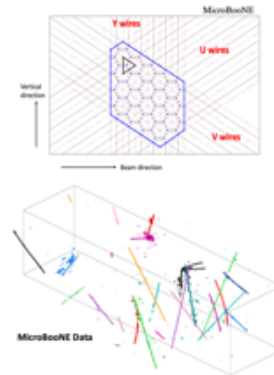 MicroBooNE
Y wires
U wires
Vertical
direction
V wires
Beam direction
MicroBooNE Data